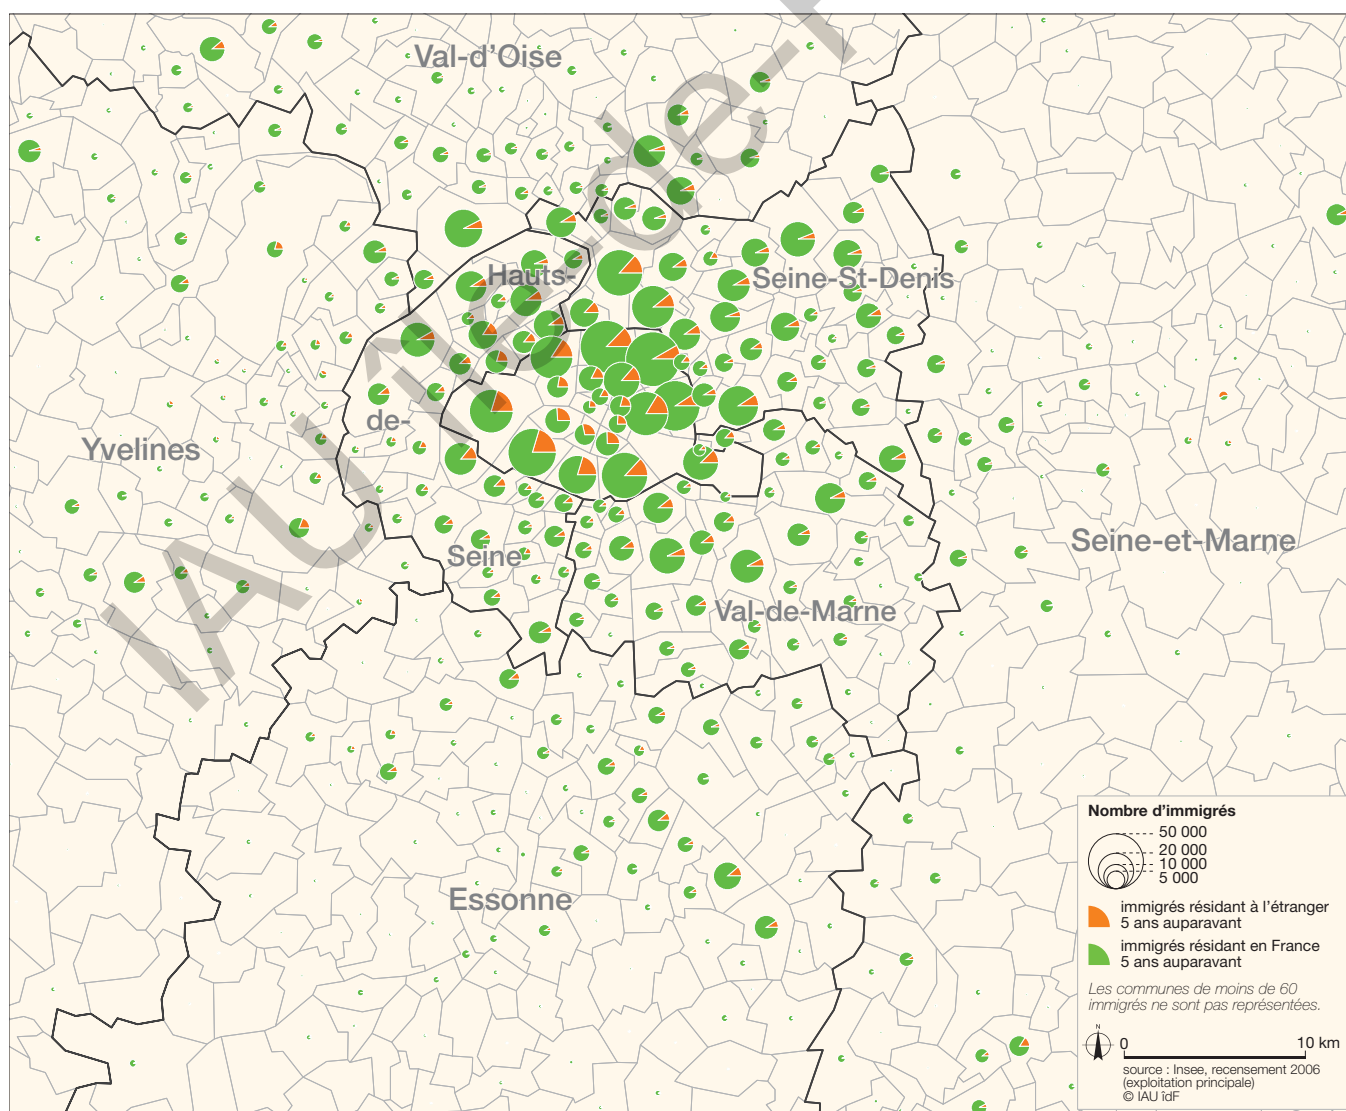 Val-d'Oise
Hauts-
Seine-St-Denis
de-
Yvelines
Seine
Seine-et-Marne
Val-de-Marne
Essonne
IAU île-de-F
Nombre d'immigrés
50 000
20 000
10 000
5 000
immigrés résidant à l'étranger
5 ans auparavant
immigrés résidant en France
5 ans auparavant
Les communes de moins de 60
immigrés ne sont pas représentées.
N
0 10 km
source : Insee, recensement 2006
(exploitation principale)
© IAU îdF